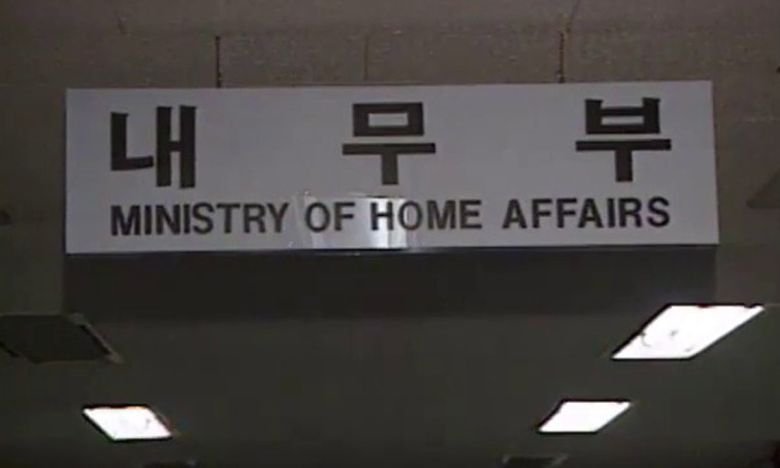 내무부
MINISTRY OF HOME AFFAIRS